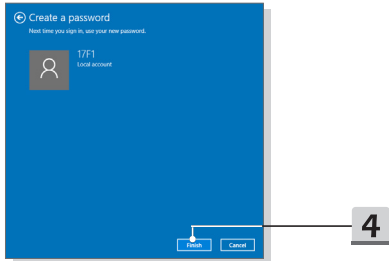 Create a password
Next time you sign in, use your new password.
17F1
Local account
Finish
Cancel
4